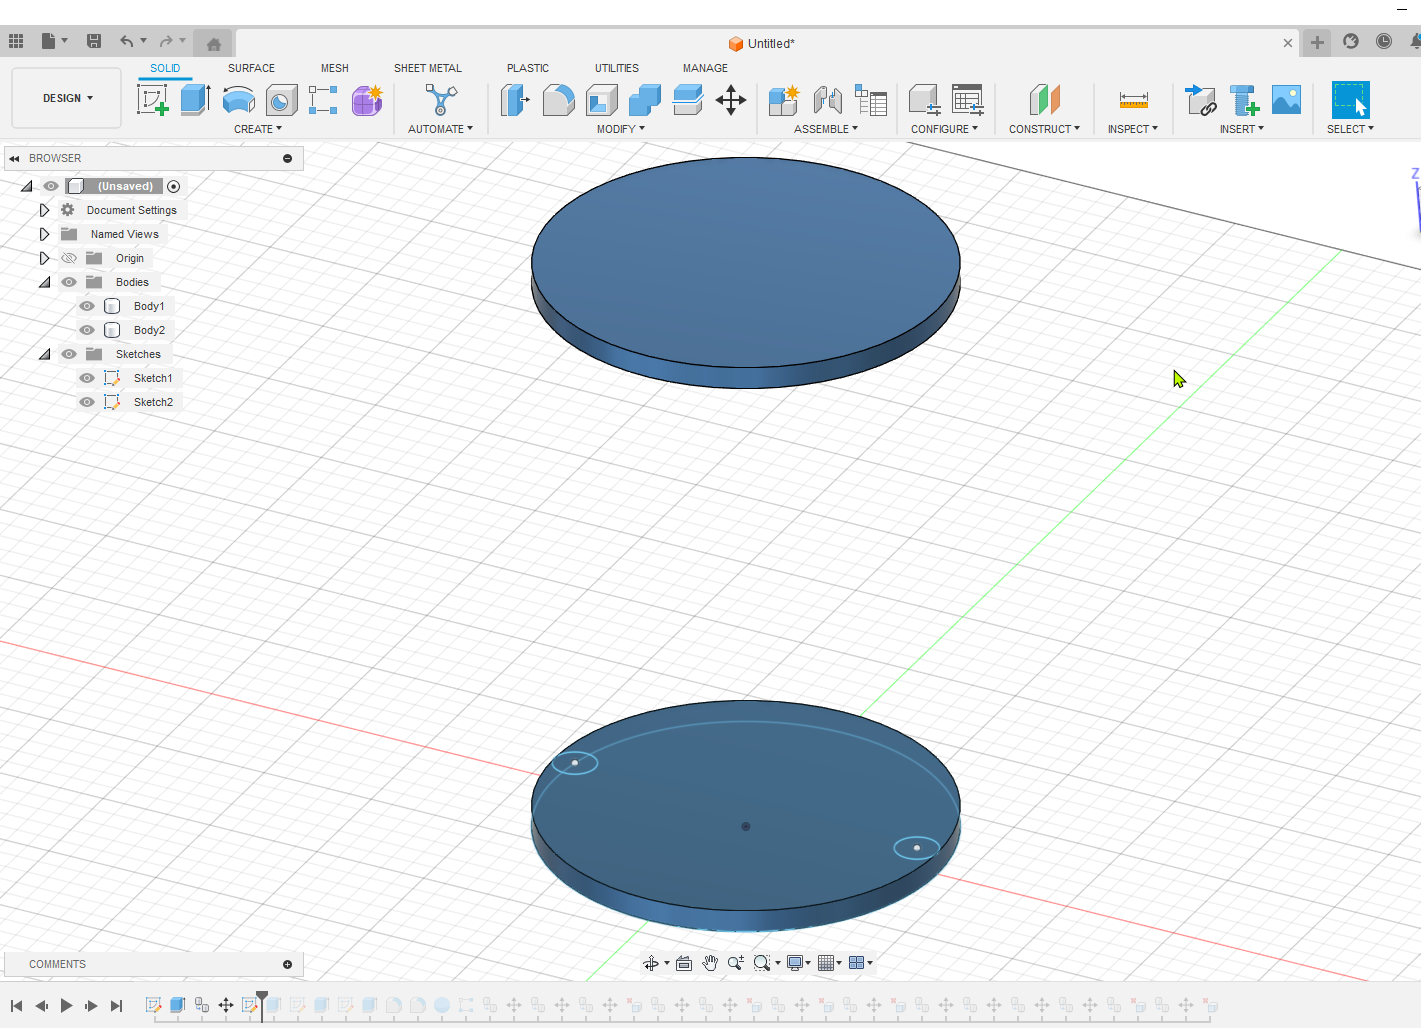 Untitled*
SOLID SURFACE MESH SHEET METAL PLASTIC UTILITIES MANAGE
DESIGN
CREATE AUTOMATE MODIFY ASSEMBLE CONFIGURE CONSTRUCT INSPECT INSERT SELECT
BROWSER
(Unsaved)
Document Settings
Named Views
Origin
Bodies
Body1
Body2
Sketches
Sketch1
Sketch2
Z
COMMENTS